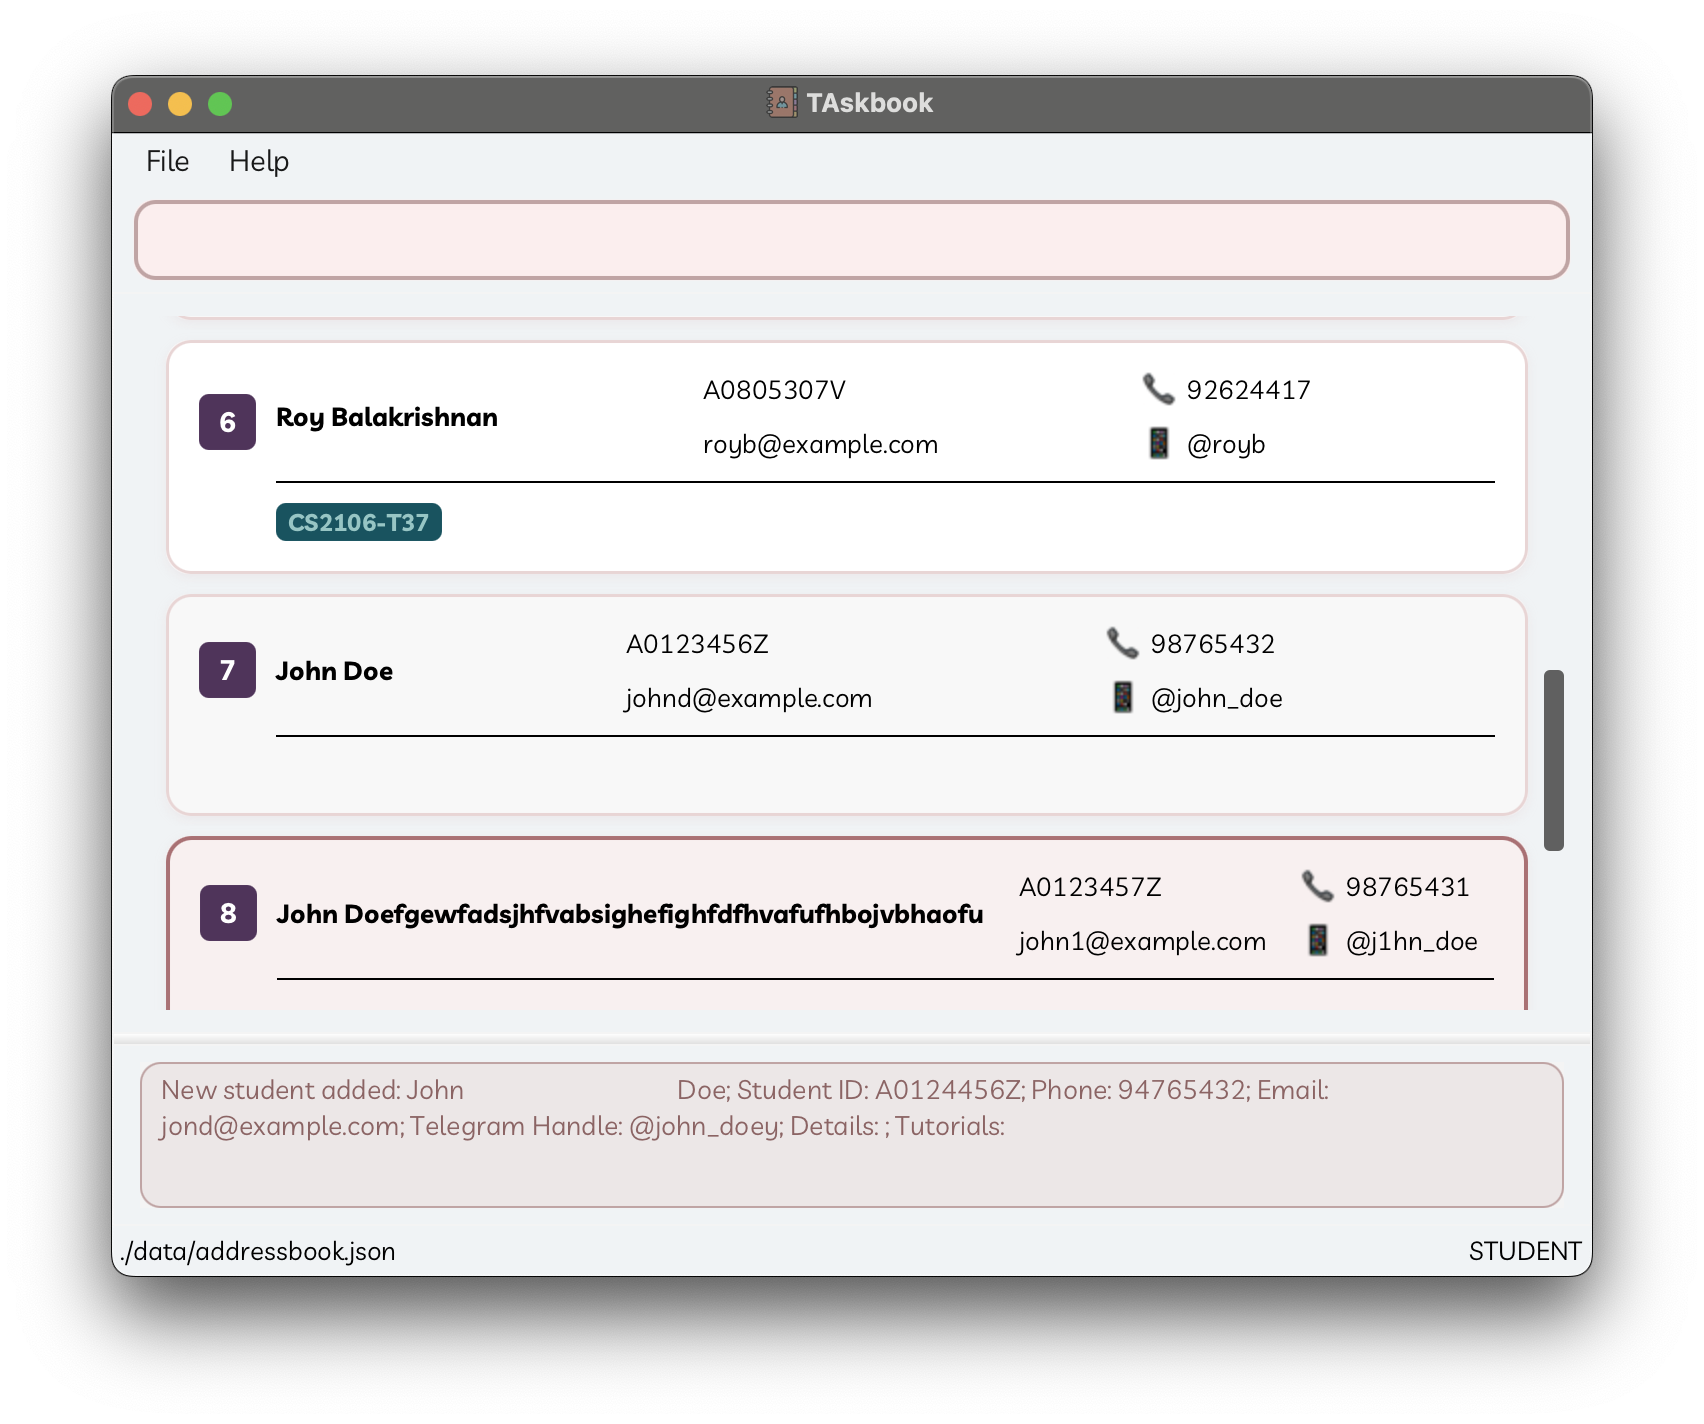 TAskbook
File Help
6 Roy Balakrishnan A0805307V 92624417
royb@example.com @royb
CS2106-T37
7 John Doe A0123456Z 98765432
johnd@example.com @john_doe
8 John Doefgewfadsjhfvabsighefighfdfhvafufhbojvbhaofu A0123457Z 98765431
john1@example.com @j1hn_doe
New student added: John Doe; Student ID: A0124456Z; Phone: 94765432; Email:
jond@example.com; Telegram Handle: @john_doey; Details: ; Tutorials:
./data/addressbook.json STUDENT